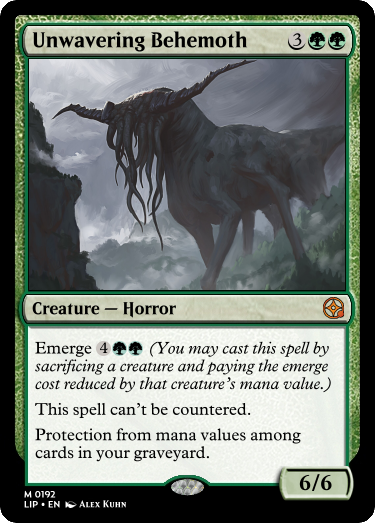 Unwavering Behemoth 3
Creature — Horror
Emerge 4 (You may cast this spell by
sacrificing a creature and paying the emerge
cost reduced by that creature's mana value.)
This spell can't be countered.
Protection from mana values among
cards in your graveyard.
6/6
M 0192
LIP • EN Alex Kuhn